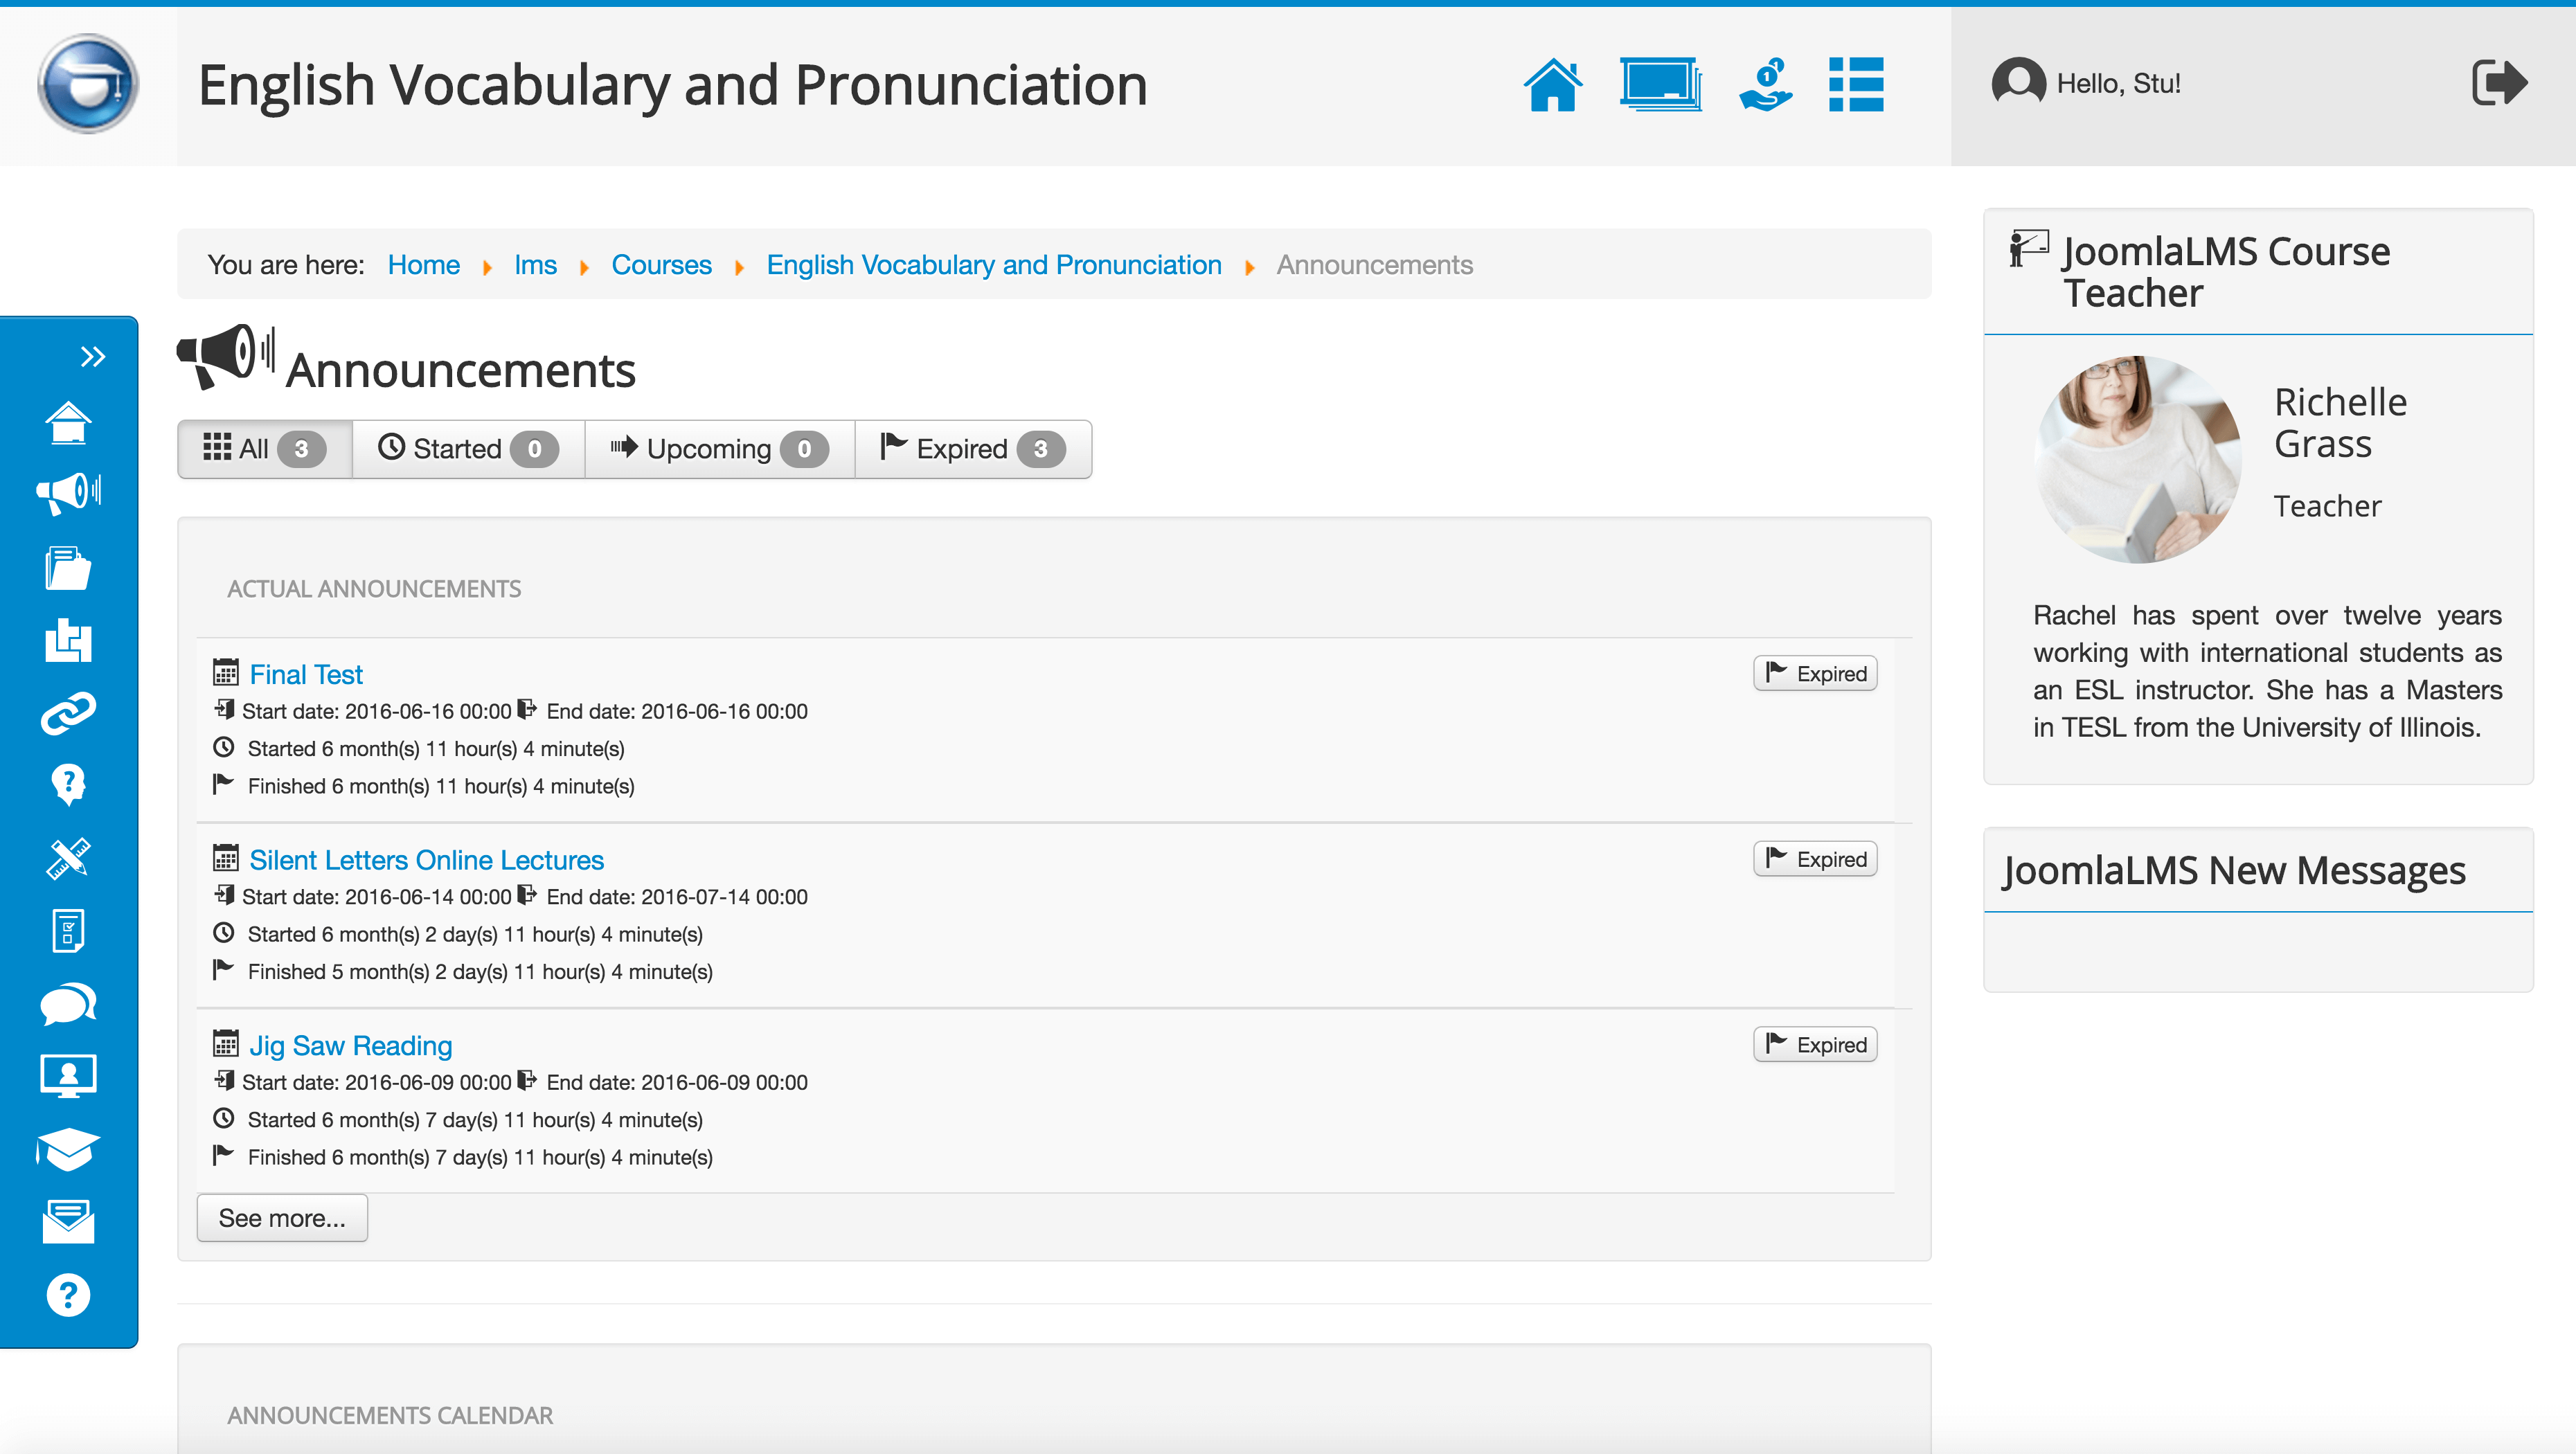 English Vocabulary and Pronunciation
Hello, Stu!
You are here: Home lms Courses English Vocabulary and Pronunciation Announcements
Announcements
All 3 Started 0 Upcoming 0 Expired 3
ACTUAL ANNOUNCEMENTS
Final Test
Expired
Start date: 2016-06-16 00:00 End date: 2016-06-16 00:00
Started 6 month(s) 11 hour(s) 4 minute(s)
Finished 6 month(s) 11 hour(s) 4 minute(s)
Silent Letters Online Lectures
Expired
Start date: 2016-06-14 00:00 End date: 2016-07-14 00:00
Started 6 month(s) 2 day(s) 11 hour(s) 4 minute(s)
Finished 5 month(s) 2 day(s) 11 hour(s) 4 minute(s)
Jig Saw Reading
Expired
Start date: 2016-06-09 00:00 End date: 2016-06-09 00:00
Started 6 month(s) 7 day(s) 11 hour(s) 4 minute(s)
Finished 6 month(s) 7 day(s) 11 hour(s) 4 minute(s)
See more...
ANNOUNCEMENTS CALENDAR
JoomlaLMS Course
Teacher
Richelle
Grass
Teacher
Rachel has spent over twelve years
working with international students as
an ESL instructor. She has a Masters
in TESL from the University of Illinois.
JoomlaLMS New Messages